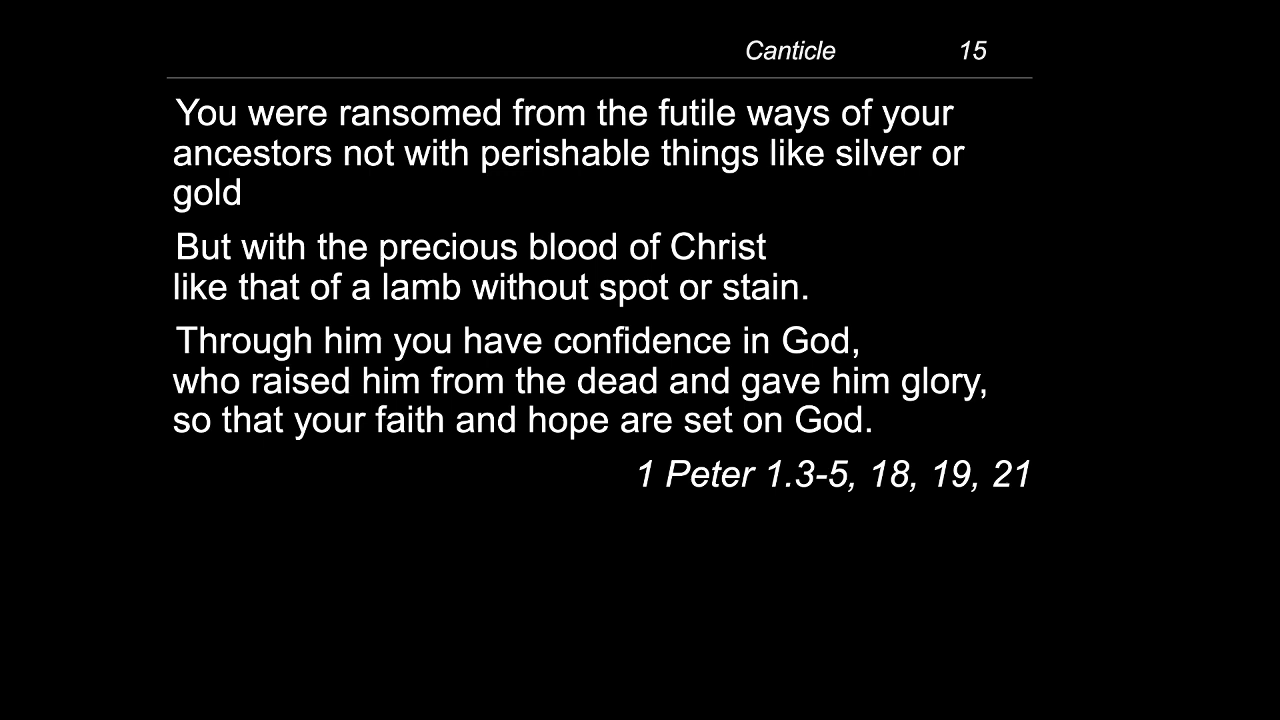 Canticle 15
You were ransomed from the futile ways of your
ancestors not with perishable things like silver or
gold
But with the precious blood of Christ
like that of a lamb without spot or stain.
Through him you have confidence in God,
who raised him from the dead and gave him glory,
so that your faith and hope are set on God.
1 Peter 1.3-5, 18, 19, 21